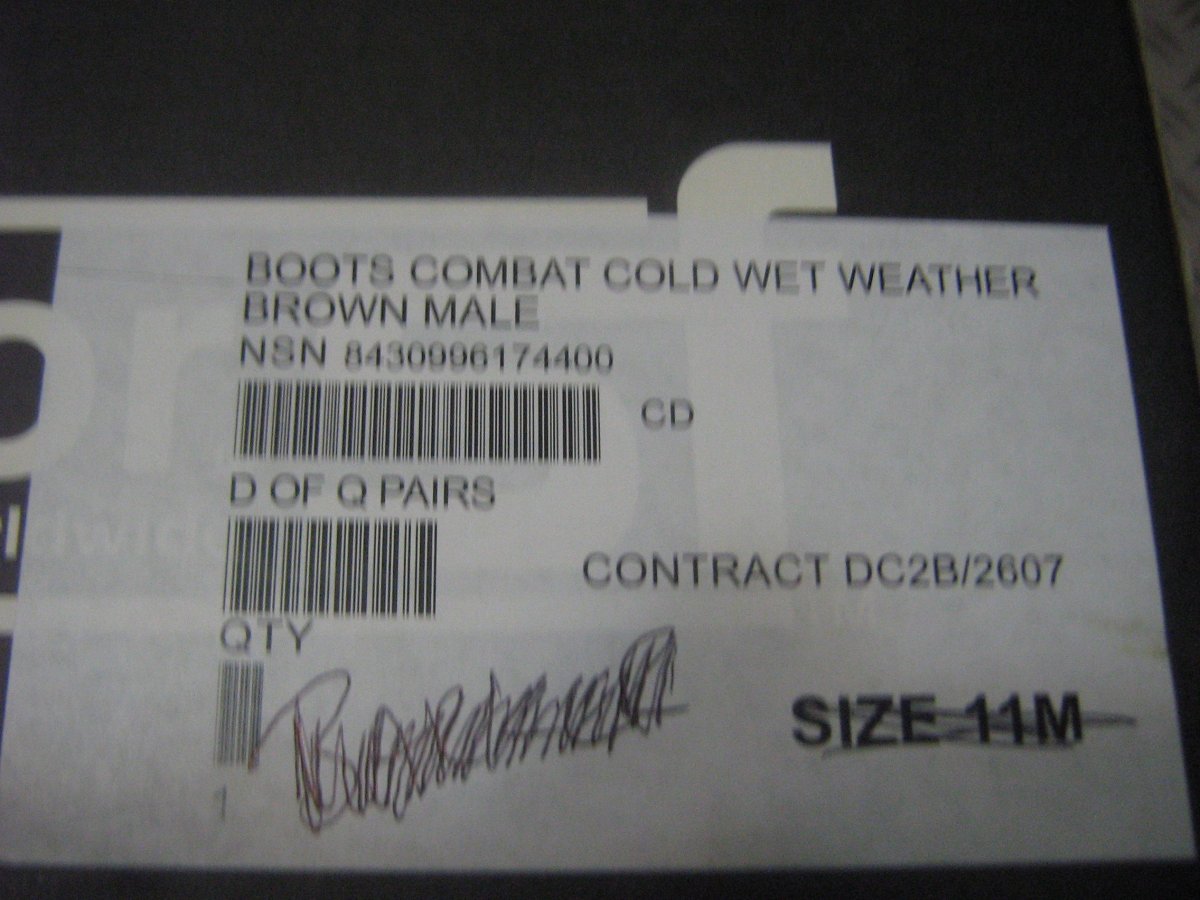 BOOTS COMBAT COLD WET WEATHER
BROWN MALE
NSN 8430996174400
CD
D OF Q PAIRS
CONTRACT DC2B/2607
QTY
SIZE 11M
1